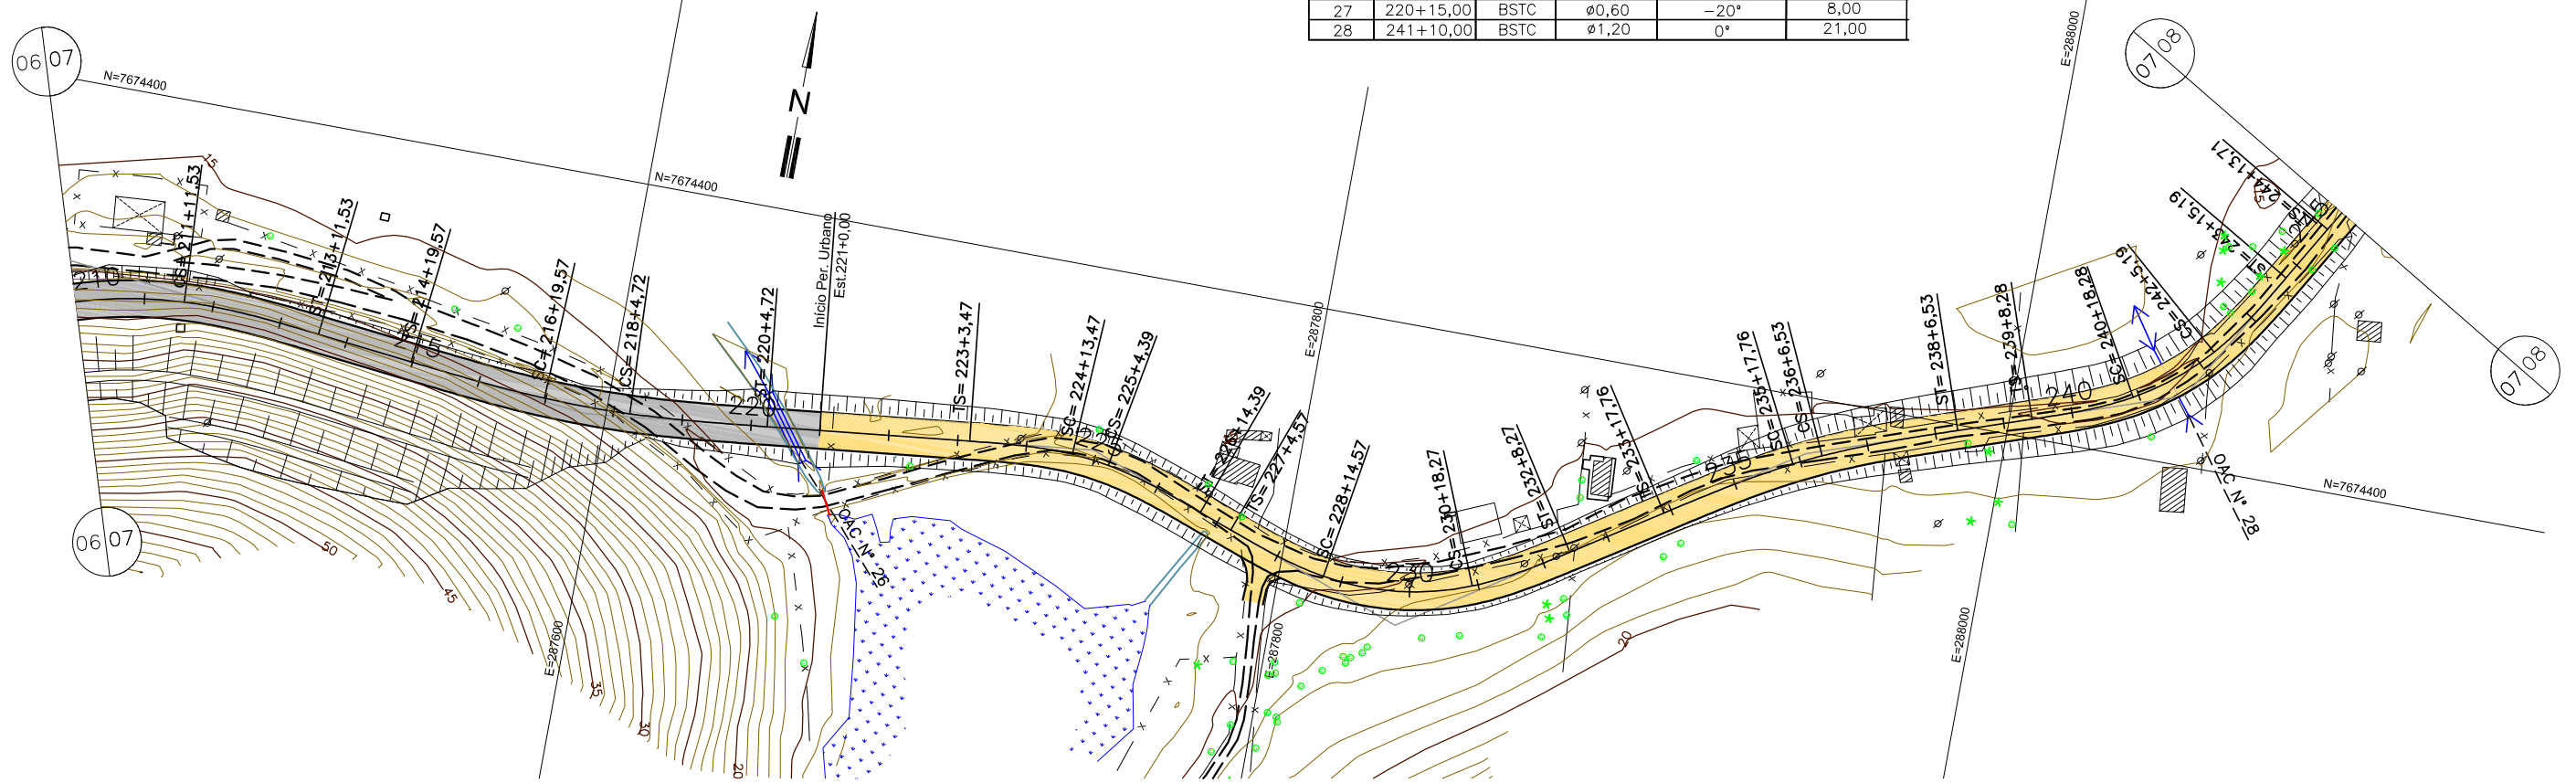 27 220+15,00 BSTC ø0,60 -20° 8,00
28 241+10,00 BSTC ø1,20 0° 21,00
06 07
N=7674400
N
E=288000
07 08
N=7674400
15
CS= 211+11,53
ST= 213+11,53
TS= 214+19,57
SC= 216+19,57
CS= 218+4,72
ST= 220+4,72
Início Per. Urbano
Est.221+0,00
TS= 223+3,47
SC= 224+13,47
CS= 225+4,39
ST= 226+14,39
TS= 227+4,57
SC= 228+14,57
CS= 230+18,27
ST= 232+8,27
TS= 233+17,76
SC= 235+17,76
CS= 236+6,53
ST= 238+6,53
TS= 239+8,28
SC= 240+18,28
CS= 242+5,19
ST= 243+15,19
TS= 244+13,71
15
210
215
220
225
230
235
240
E=287800
OAC N° 26
OAC N° 28
N=7674400
07 08
06 07
50
45
35
30
20
20
E=287600
E=287800
E=288000